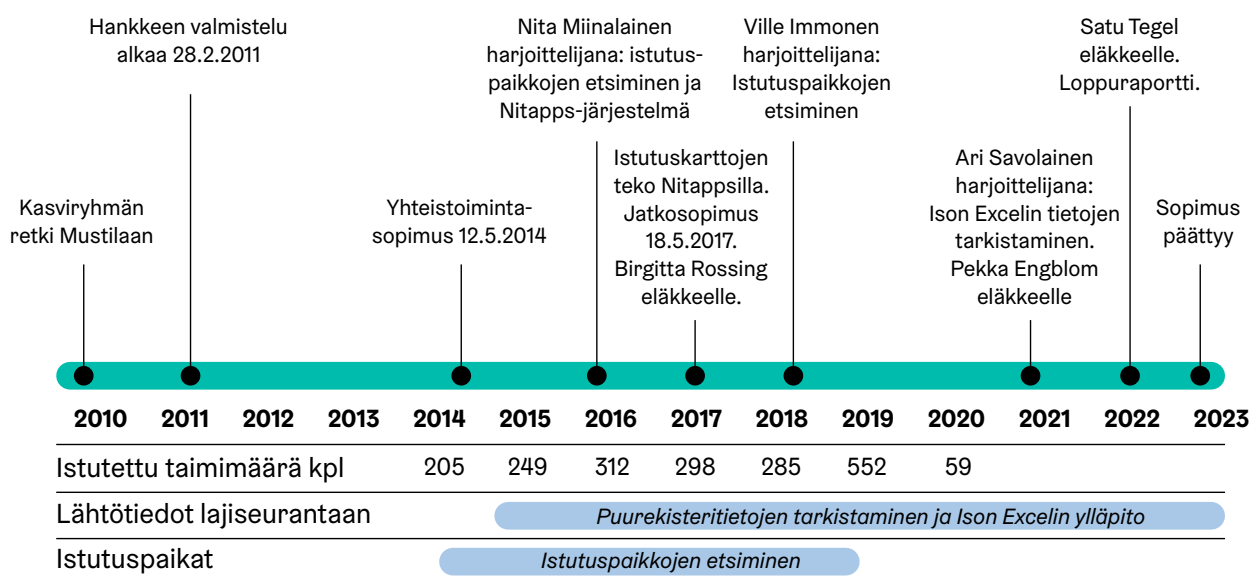 Hankkeen valmistelu
alkaa 28.2.2011
Nita Miinalainen
harjoittelijana: istutus-
paikkojen etsiminen ja
Nitapps-järjestelmä
Ville Immonen
harjoittelijana:
Istutuspaikkojen
etsiminen
Satu Tegel
eläkkeelle.
Loppuraportti.
Kasviryhmän
retki Mustilaan
Yhteistoiminta-
sopimus 12.5.2014
Istutuskarttojen
teko Nitappsilla.
Jatkosopimus
18.5.2017.
Birgitta Rossing
eläkkeelle.
Ari Savolainen
harjoittelijana:
Ison Excelin tietojen
tarkistaminen.
Pekka Engblom
eläkkeelle
Sopimus
päättyy
2010 2011 2012 2013 2014 2015 2016 2017 2018 2019 2020 2021 2022 2023
Istutettu taimimäärä kpl 205 249 312 298 285 552 59
Lähtötiedot lajiseurantaan Puurekisteritietojen tarkistaminen ja Ison Excelin ylläpito
Istutuspaikat Istutuspaikkojen etsiminen